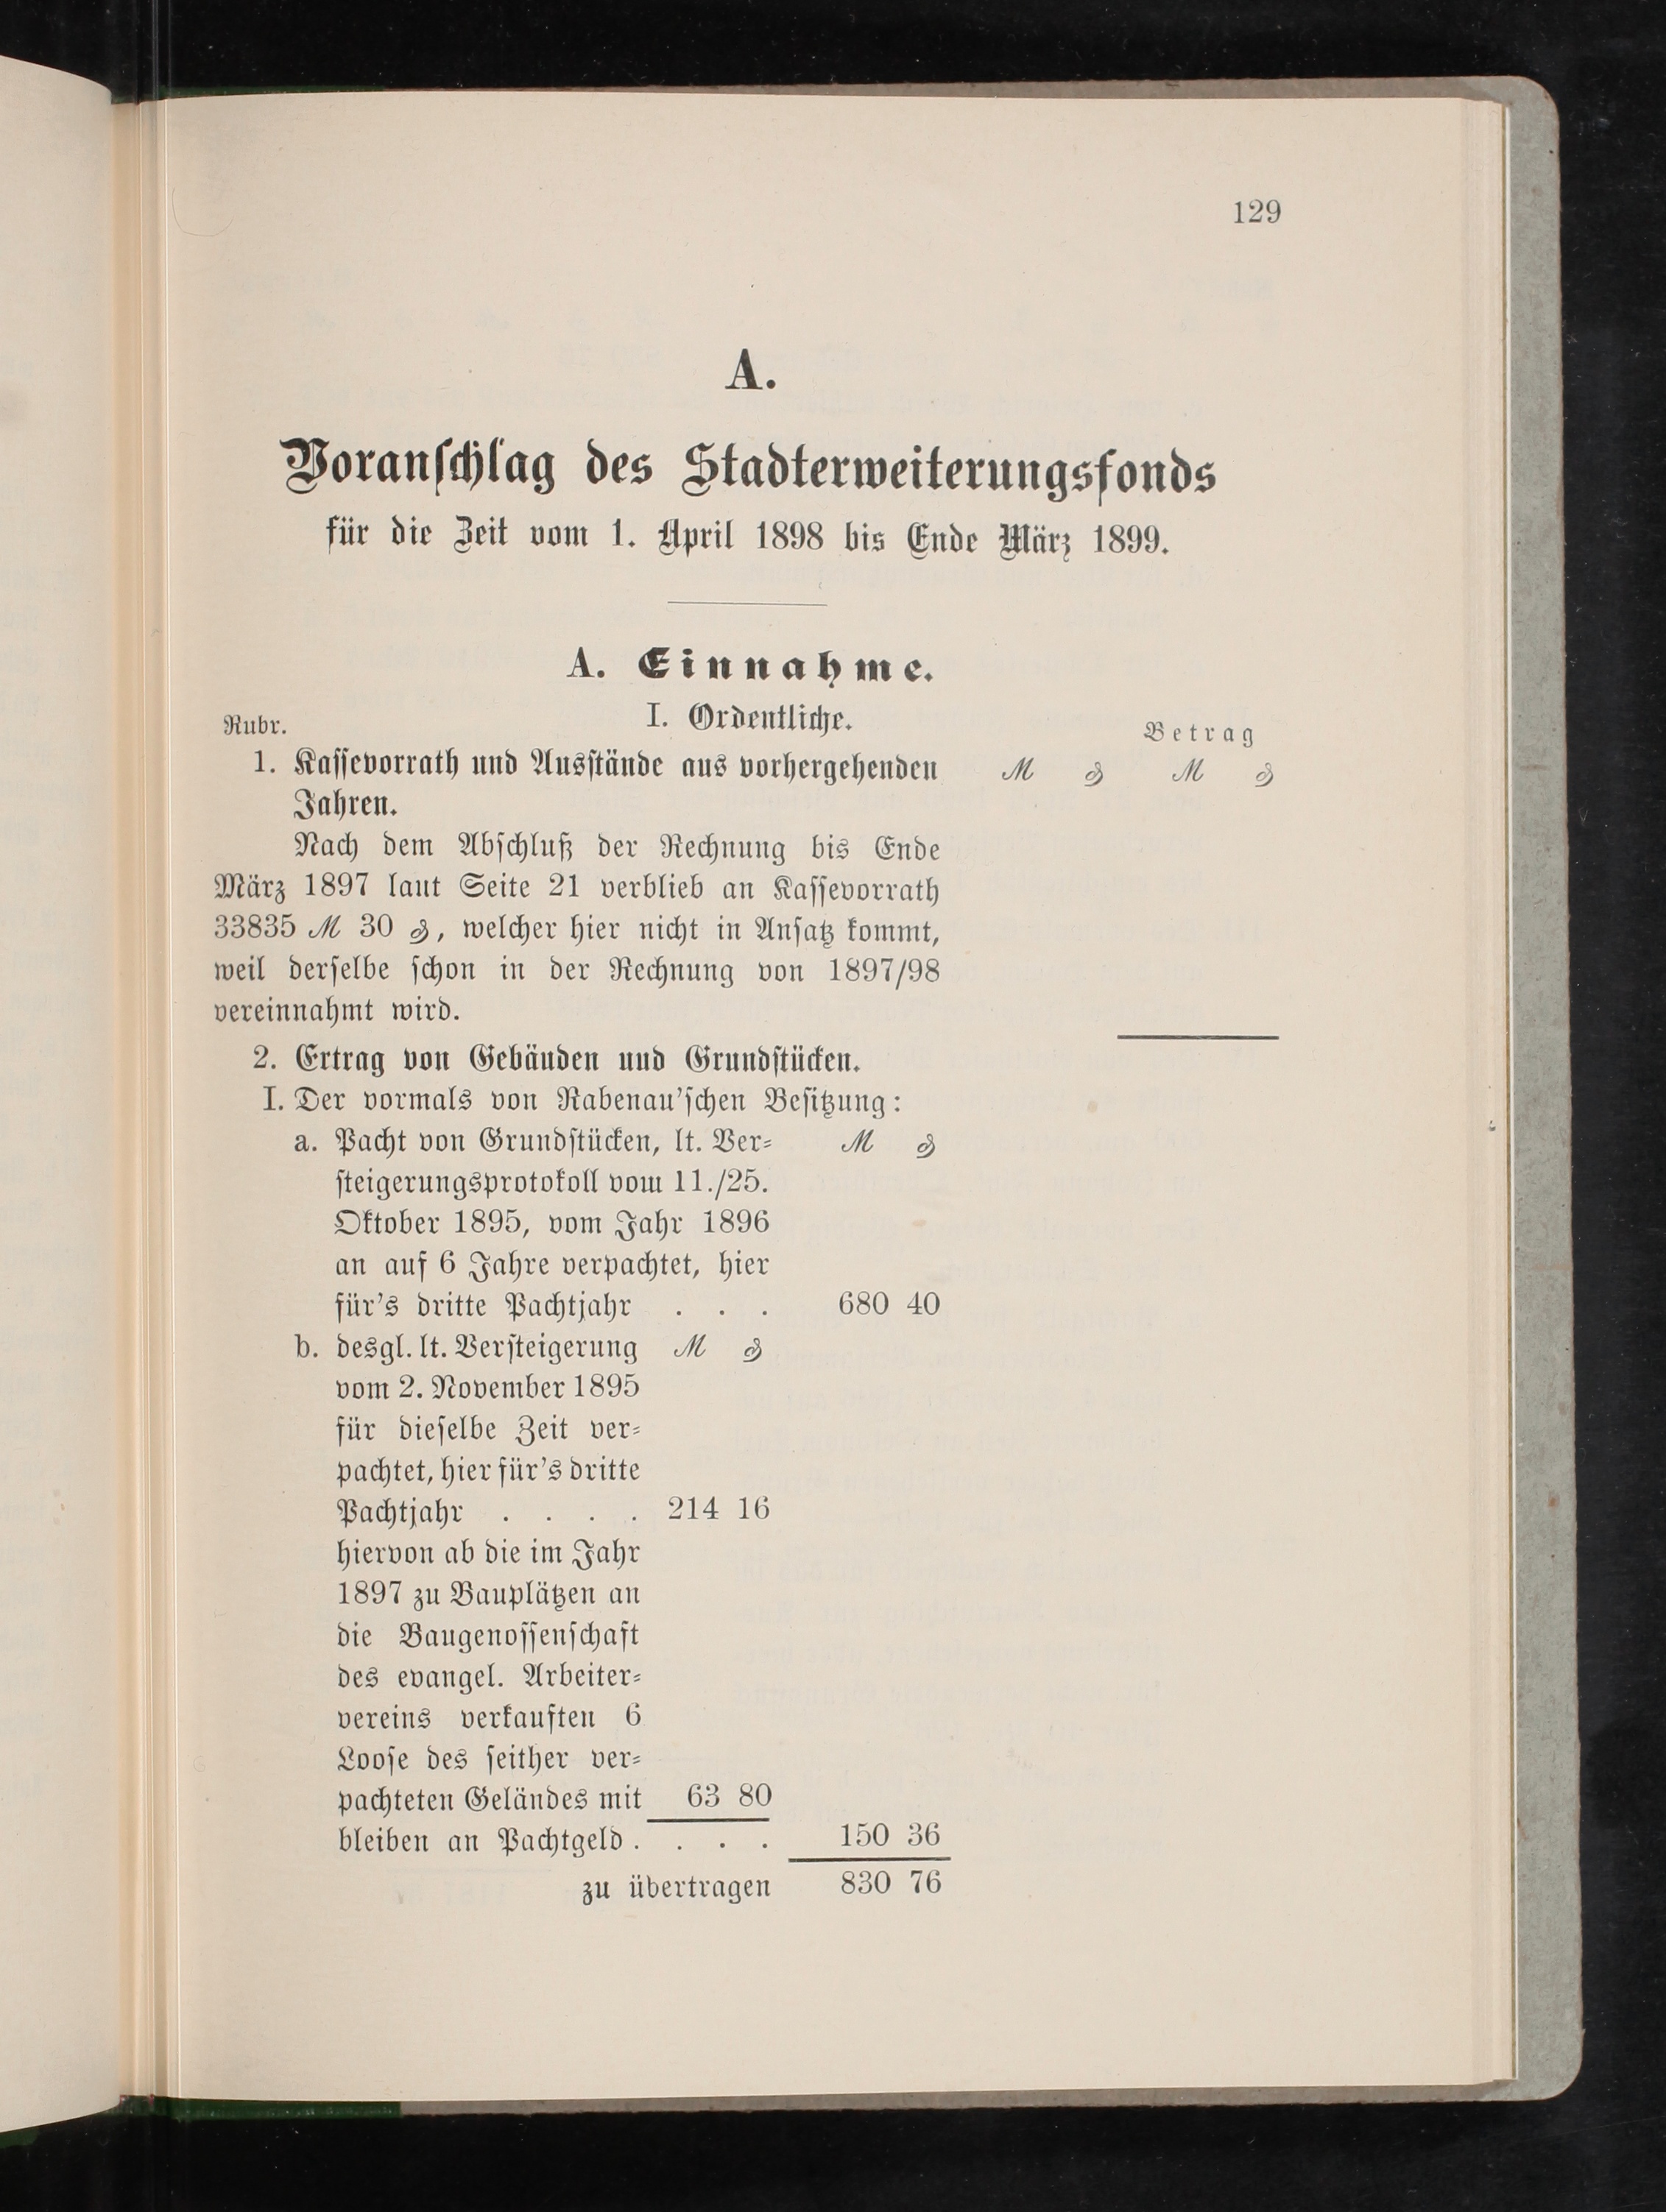 129
A.
Voranschlag des Stadterweiterungsfonds
für die Zeit vom 1. April 1898 bis Ende März 1899.
A. Einnahme.
I. Ordentliche.
Rubr. Betrag
1. Kassevorrath und Ausstände aus vorhergehenden ℳ ₰ ℳ ₰
Jahren.
Nach dem Abschluß der Rechnung bis Ende
März 1897 laut Seite 21 verblieb an Kassevorrath
33835 ℳ 30 ₰, welcher hier nicht in Ansatz kommt,
weil derselbe schon in der Rechnung von 1897/98
vereinnahmt wird.
2. Ertrag von Gebäuden und Grundstücken.
I. Der vormals von Rabenau'schen Besitzung:
a. Pacht von Grundstücken, lt. Ver= ℳ ₰
steigerungsprotokoll vom 11./25.
Oktober 1895, vom Jahr 1896
an auf 6 Jahre verpachtet, hier
für's dritte Pachtjahr . . . 680 40
b. desgl. lt. Versteigerung ℳ ₰
vom 2. November 1895
für dieselbe Zeit ver=
pachtet, hier für's dritte
Pachtjahr . . . . 214 16
hiervon ab die im Jahr
1897 zu Bauplätzen an
die Baugenossenschaft
des evangel. Arbeiter=
vereins verkauften 6
Loose des seither ver=
pachteten Geländes mit 63 80
bleiben an Pachtgeld . . . . 150 36
zu übertragen 830 76